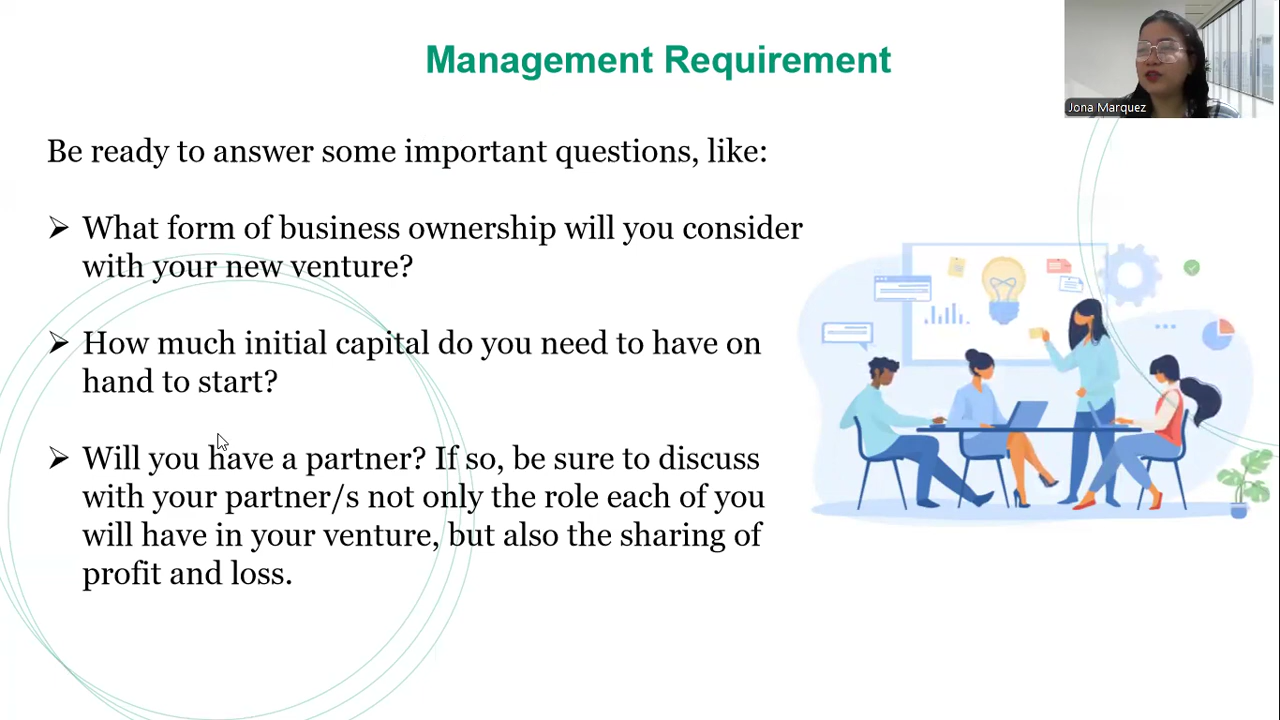 Management Requirement
Jona Marquez
Be ready to answer some important questions, like:
➢ What form of business ownership will you consider
with your new venture?
➢ How much initial capital do you need to have on
hand to start?
➢ Will you have a partner? If so, be sure to discuss
with your partner/s not only the role each of you
will have in your venture, but also the sharing of
profit and loss.